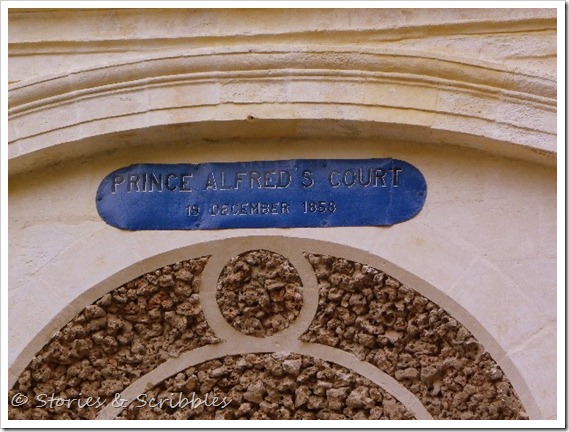 PRINCE ALFRED'S COURT
19 DECEMBER 1858
© Stories & Scribbles